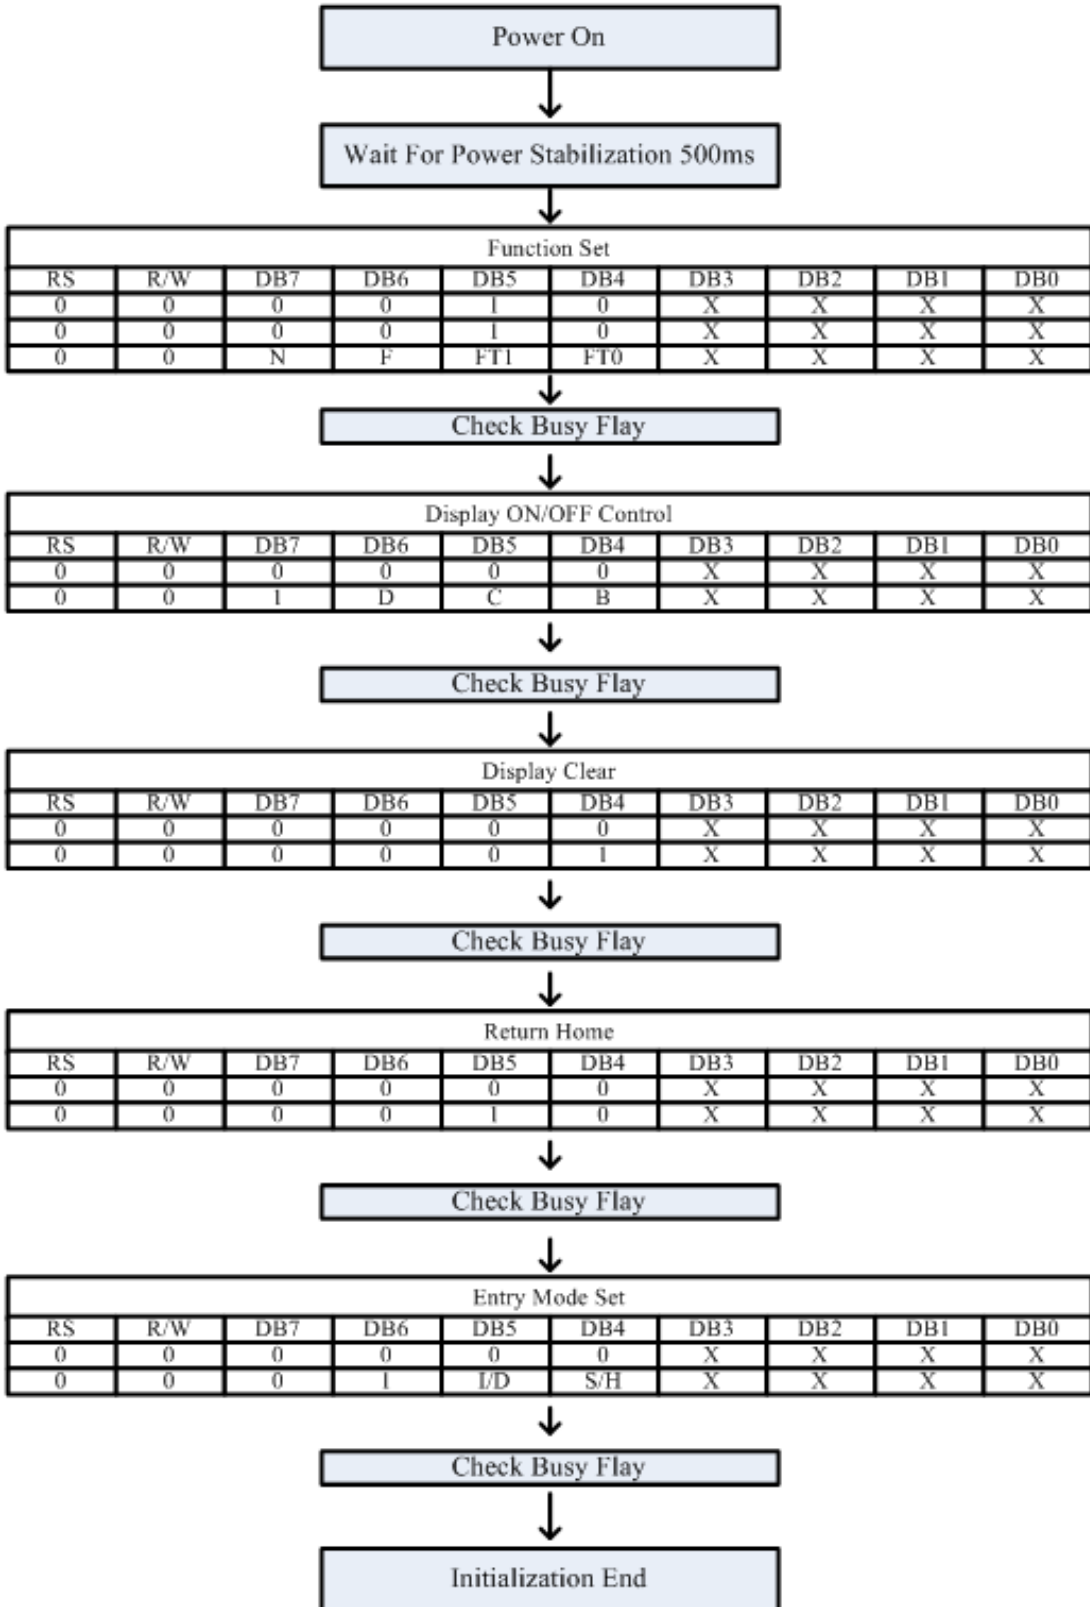 Power On
Wait For Power Stabilization 500ms
Function Set
RS R/W DB7 DB6 DB5 DB4 DB3 DB2 DB1 DB0
0 0 0 0 1 0 X X X X
0 0 0 0 1 0 X X X X
0 0 N F FT1 FT0 X X X X
Check Busy Flay
Display ON/OFF Control
RS R/W DB7 DB6 DB5 DB4 DB3 DB2 DB1 DB0
0 0 0 0 0 0 X X X X
0 0 1 D C B X X X X
Check Busy Flay
Display Clear
RS R/W DB7 DB6 DB5 DB4 DB3 DB2 DB1 DB0
0 0 0 0 0 0 X X X X
0 0 0 0 0 1 X X X X
Check Busy Flay
Return Home
RS R/W DB7 DB6 DB5 DB4 DB3 DB2 DB1 DB0
0 0 0 0 0 0 X X X X
0 0 0 0 1 0 X X X X
Check Busy Flay
Entry Mode Set
RS R/W DB7 DB6 DB5 DB4 DB3 DB2 DB1 DB0
0 0 0 0 0 0 X X X X
0 0 0 1 I/D S/H X X X X
Check Busy Flay
Initialization End